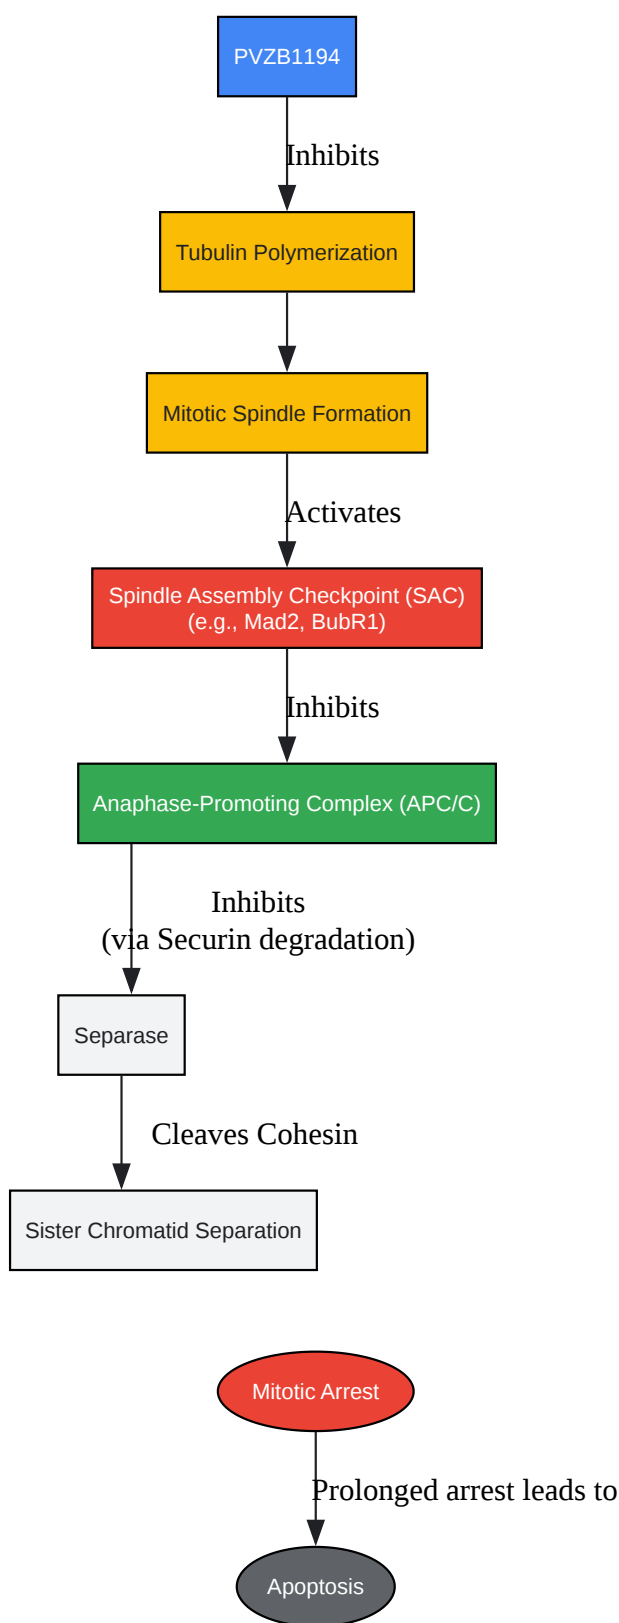 PVZB1194
Inhibits
Tubulin Polymerization
Mitotic Spindle Formation
Activates
Spindle Assembly Checkpoint (SAC)
(e.g., Mad2, BubR1)
Inhibits
Anaphase-Promoting Complex (APC/C)
Inhibits
(via Securin degradation)
Separase
Cleaves Cohesin
Sister Chromatid Separation
Mitotic Arrest
Prolonged arrest leads to
Apoptosis